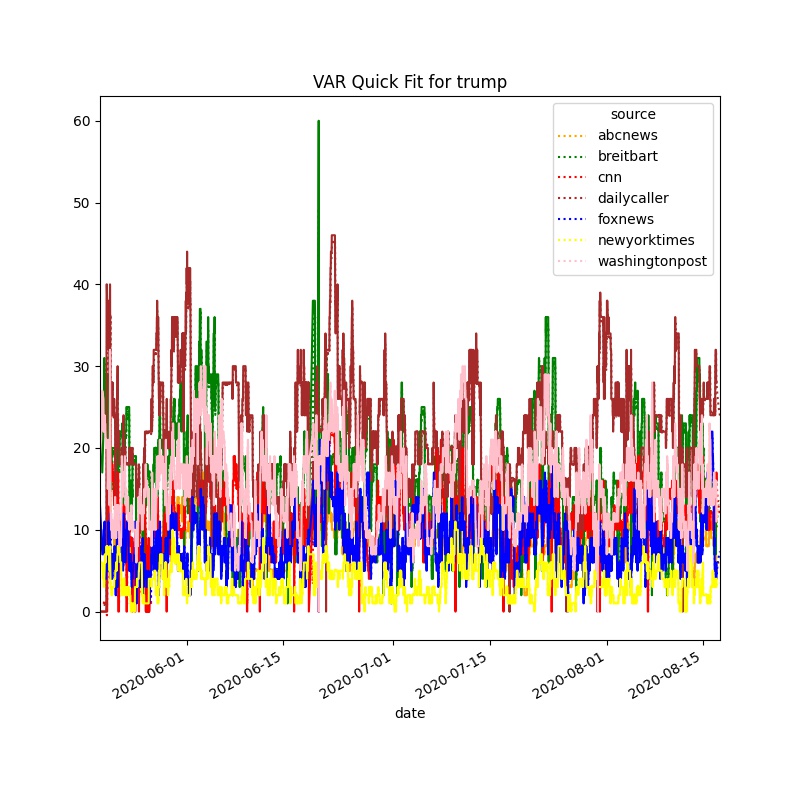 VAR Quick Fit for trump
source
abcnews
breitbart
cnn
dailycaller
foxnews
newyorktimes
washingtonpost
60
50
40
30
20
10
0
2020-06-01
2020-06-15
2020-07-01
2020-07-15
2020-08-01
2020-08-15
date